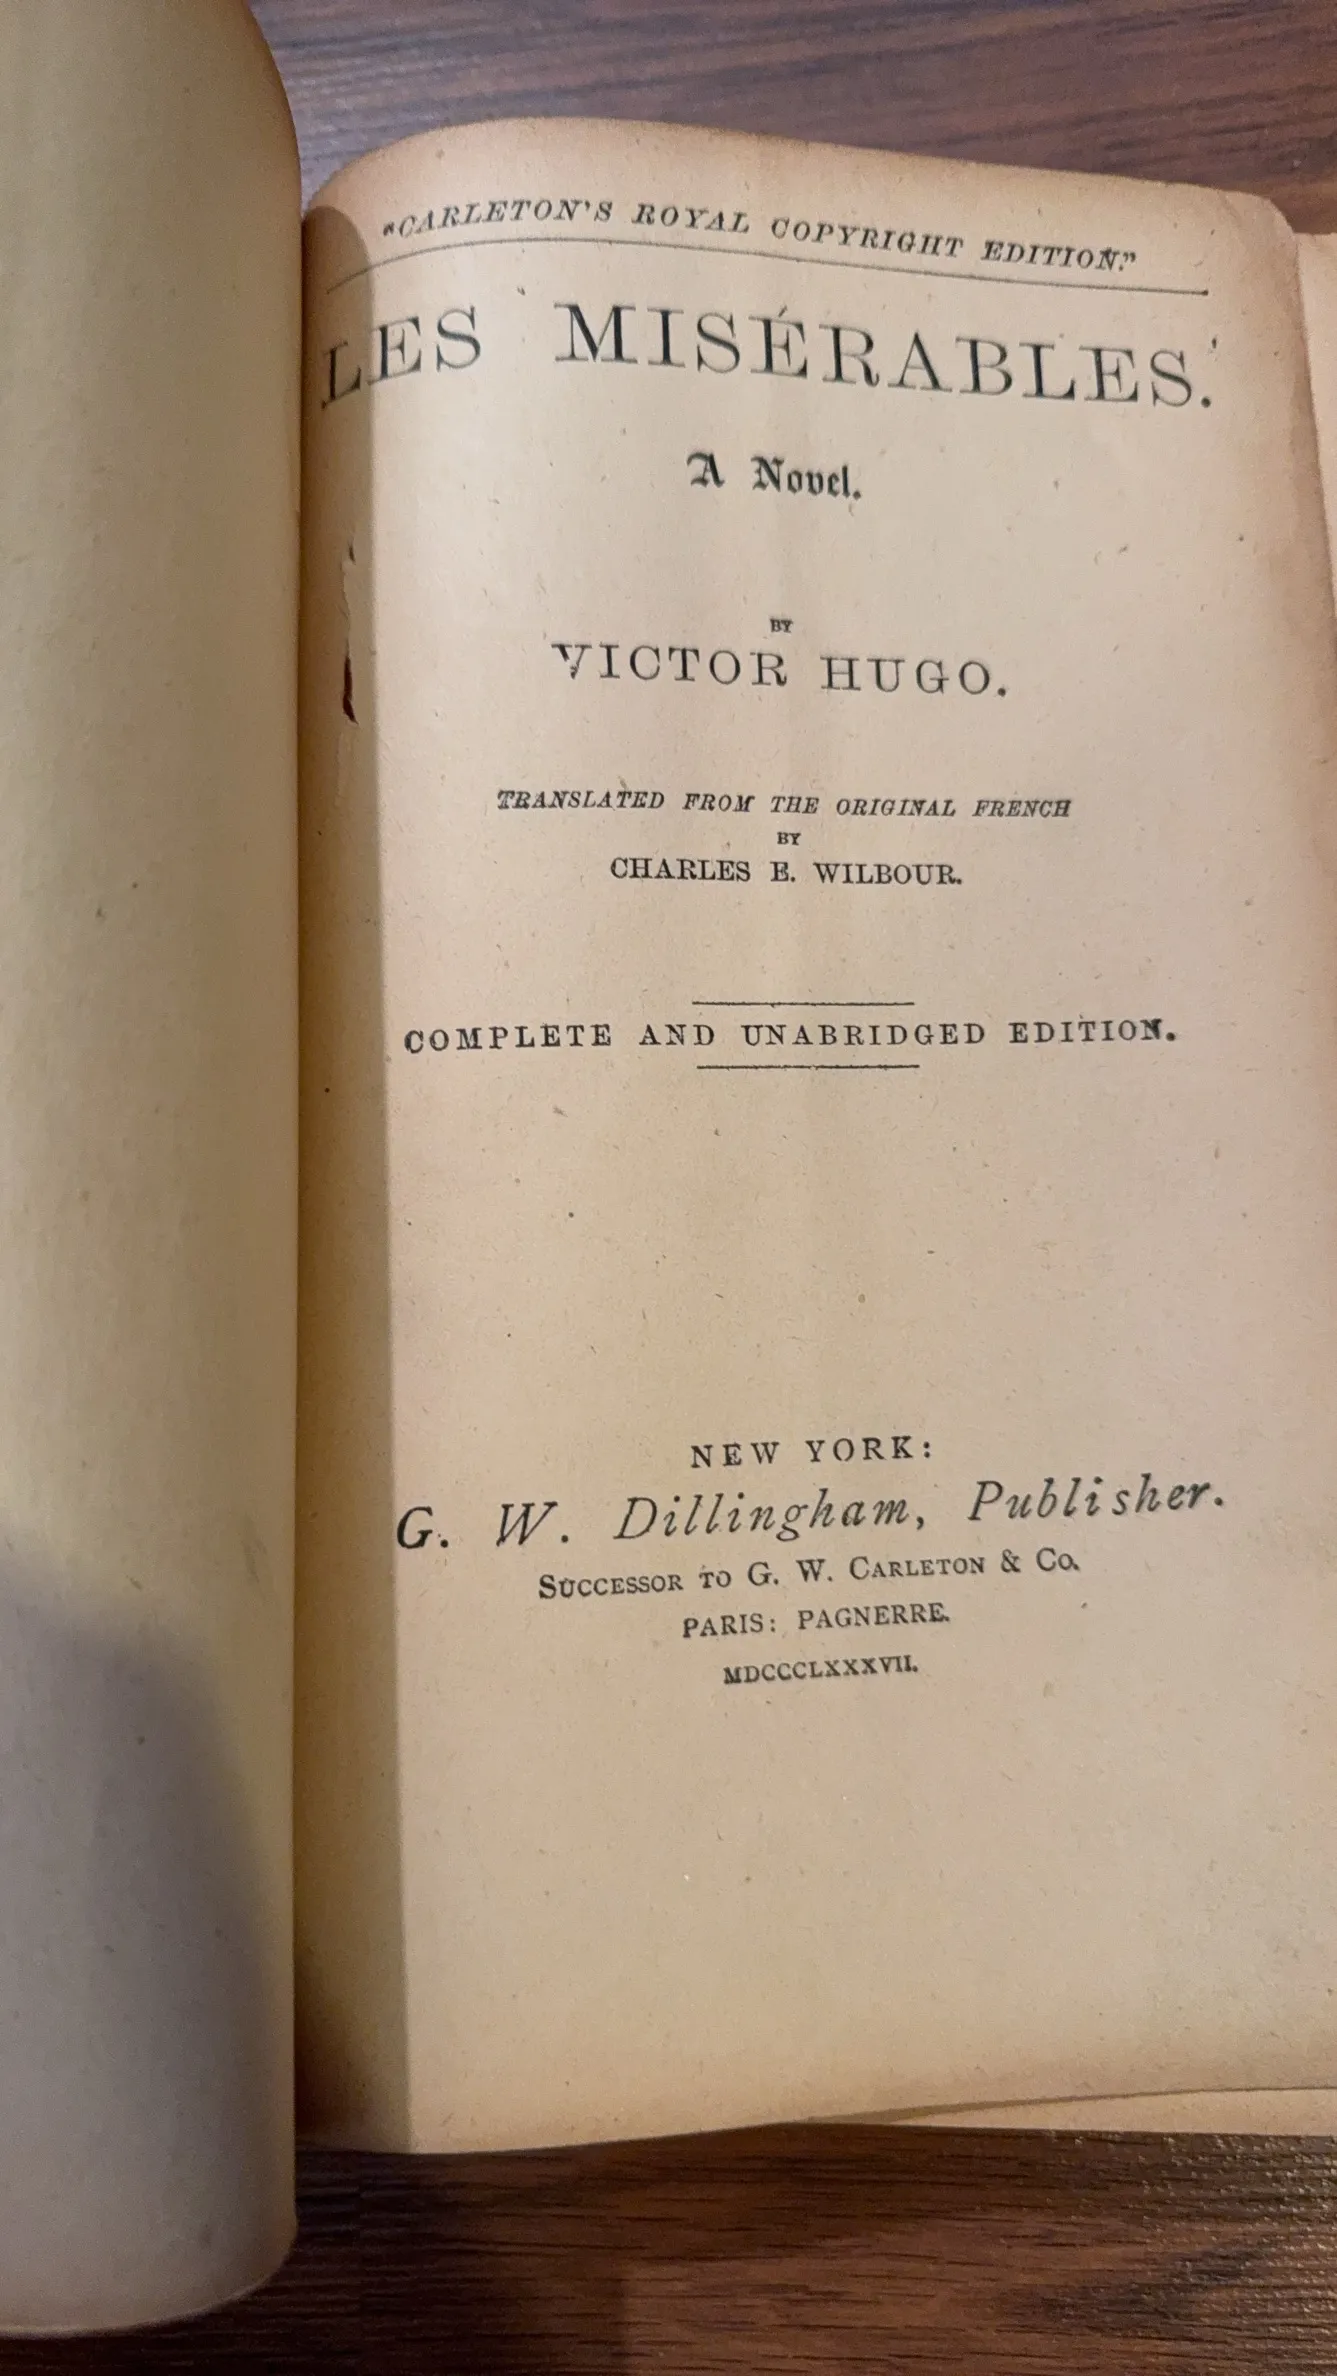 "CARLETON'S ROYAL COPYRIGHT EDITION."
LES MISÉRABLES.
A Novel.
BY
VICTOR HUGO.
TRANSLATED FROM THE ORIGINAL FRENCH
BY
CHARLES E. WILBOUR.
COMPLETE AND UNABRIDGED EDITION.
NEW YORK:
G. W. Dillingham, Publisher.
SUCCESSOR TO G. W. CARLETON & CO.
PARIS: PAGNERRE.
MDCCCLXXXVII.